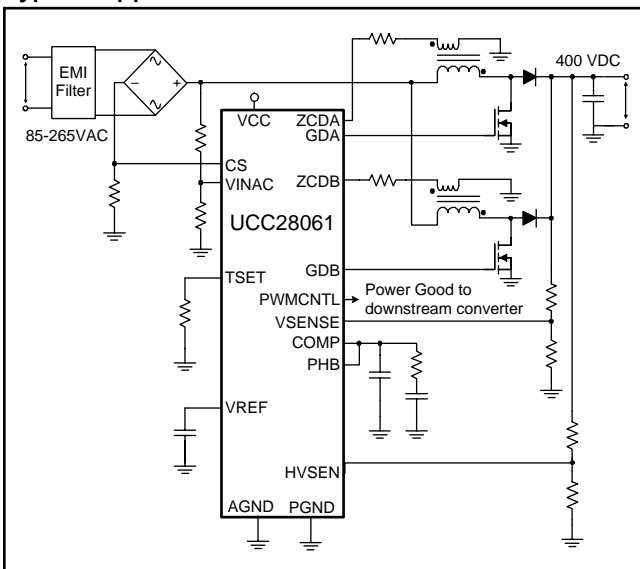 400 VDC
EMI
Filter
85-265VAC
VCC
ZCDA
GDA
CS
VINAC
ZCDB
UCC28061
TSET
GDB
PWMCNTL
Power Good to
downstream converter
VSENSE
COMP
PHB
VREF
HVSEN
AGND
PGND